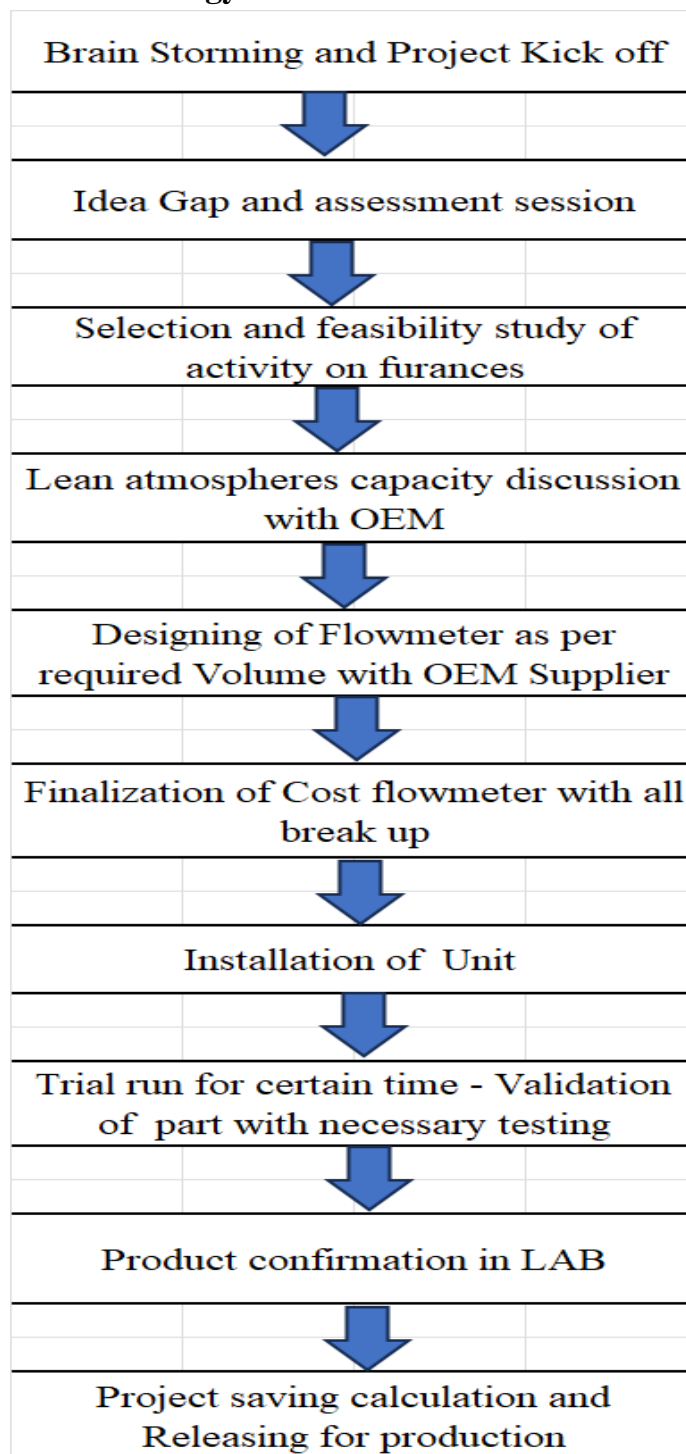 gy
Brain Storming and Project Kick off
Idea Gap and assessment session
Selection and feasibility study of
activity on furances
Lean atmospheres capacity discussion
with OEM
Designing of Flowmeter as per
required Volume with OEM Supplier
Finalization of Cost flowmeter with all
break up
Installation of Unit
Trial run for certain time - Validation
of part with necessary testing
Product confirmation in LAB
Project saving calculation and
Releasing for production